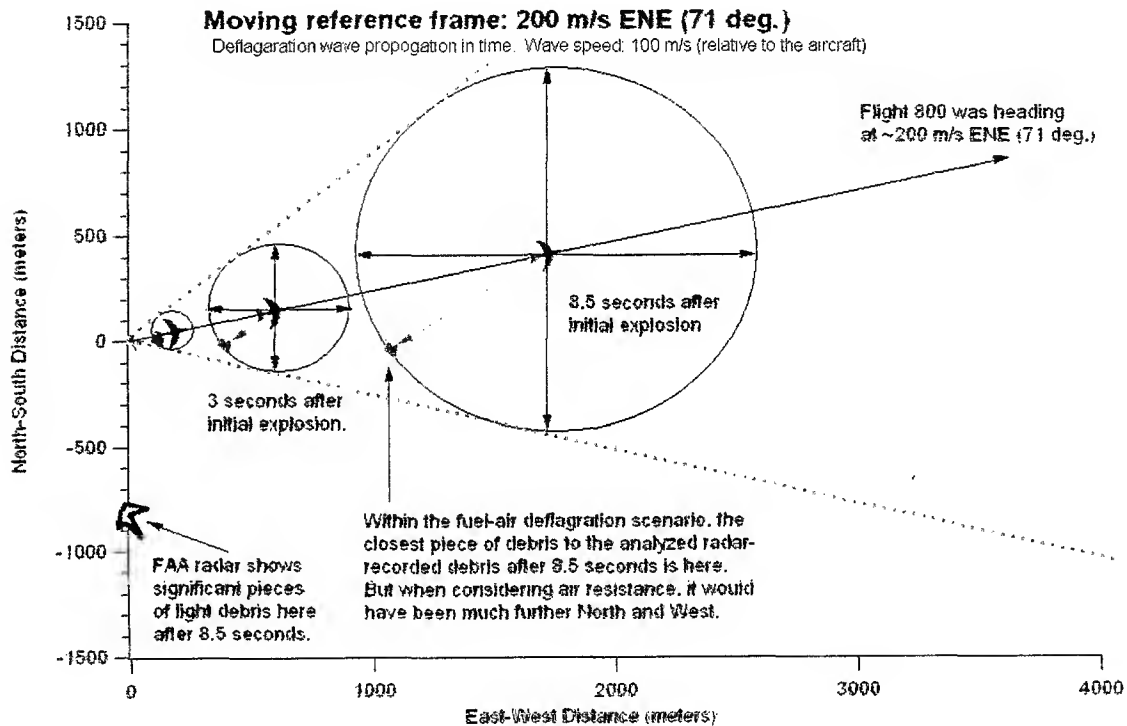 Moving reference frame: 200 m/s ENE (71 deg.)
Deflagaration wave propogation in time. Wave speed: 100 m/s (relative to the aircraft)
1500
1000
500
0
-500
-1000
-1500
North-South Distance (meters)
Flight 800 was heading
at ~200 m/s ENE (71 deg.)
8.5 seconds after
initial explosion
3 seconds after
initial explosion.
FAA radar shows
significant pieces
of light debris here
after 8.5 seconds.
Within the fuel-air deflagration scenario, the
closest piece of debris to the analyzed radar-
recorded debris after 8.5 seconds is here.
But when considering air resistance, it would
have been much further North and West.
0
1000
2000
3000
4000
East-West Distance (meters)